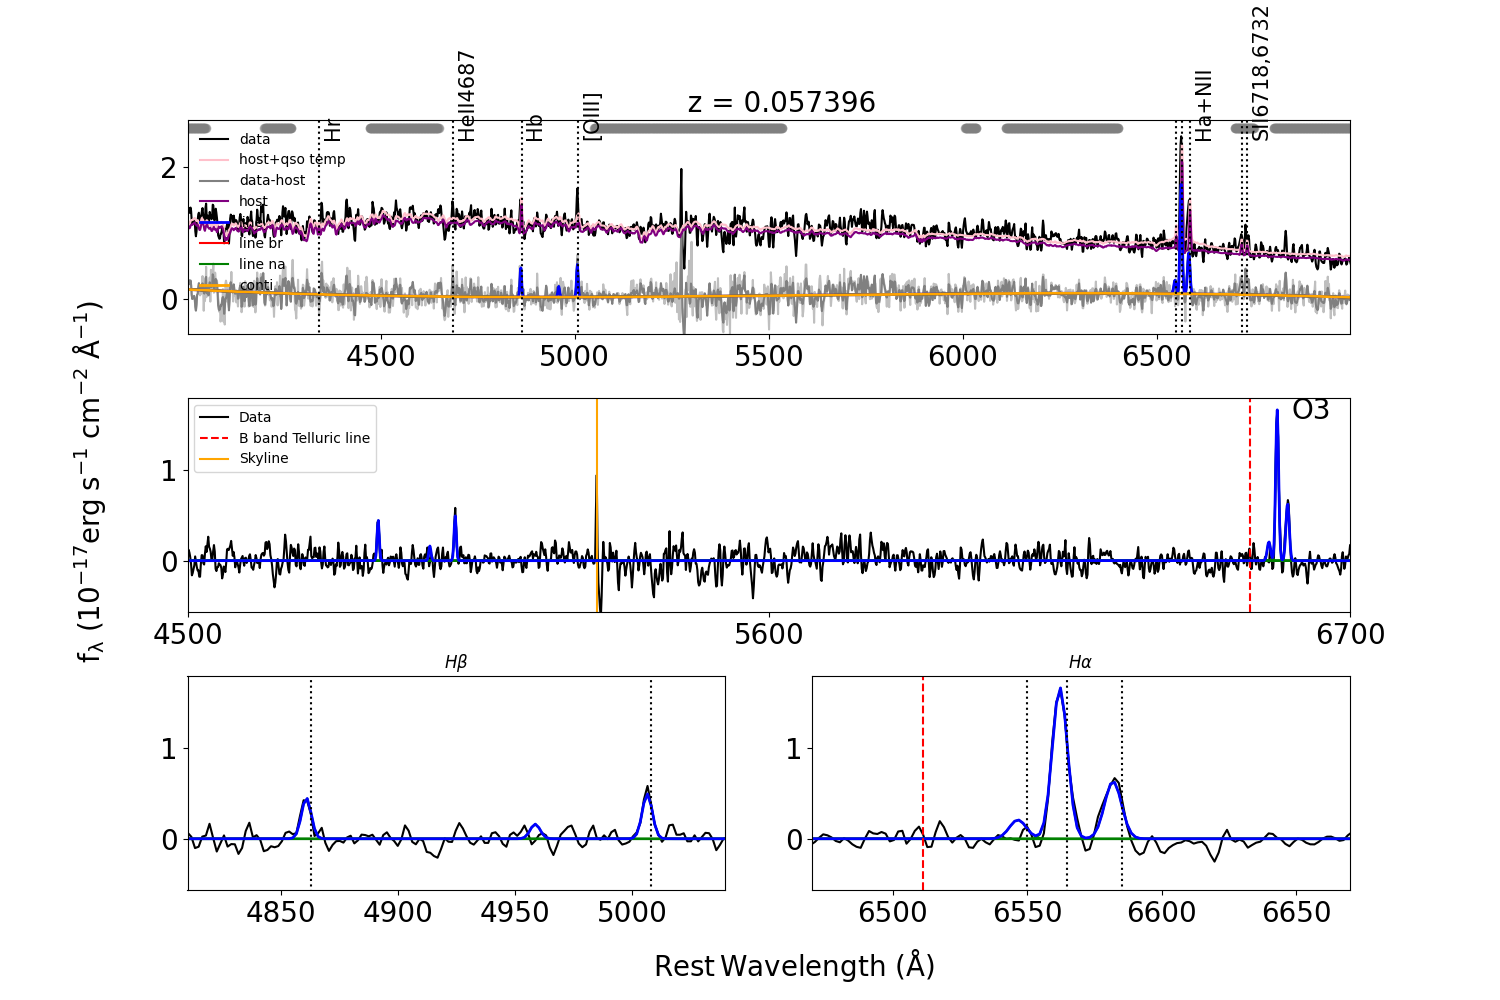 z = 0.057396
Hr
HeII4687
Hb
[OIII]
Ha+NII
SII6718,6732
data
host+qso temp
data-host
host
line br
line na
conti
2
0
4500 5000 5500 6000 6500
Data
B band Telluric line
Skyline
O3
1
0
4500 5600 6700
fλ (10⁻¹⁷erg s⁻¹ cm⁻² Å⁻¹)
Hβ
1
0
4850 4900 4950 5000
Hα
1
0
6500 6550 6600 6650
Rest Wavelength (Å)